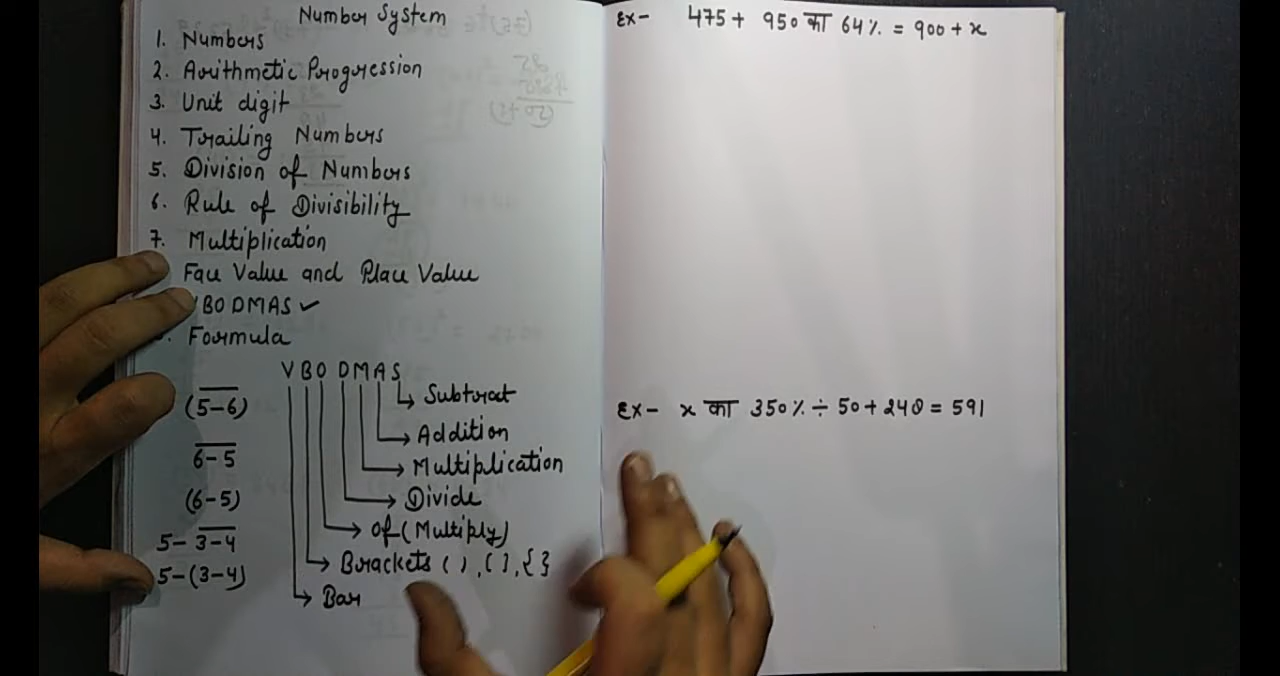 Number System
1. Numbers
2. Arithmetic Progression
3. Unit digit
4. Trailing Numbers
5. Division of Numbers
6. Rule of Divisibility
7. Multiplication
Face Value and Place Value
VBODMAS ✓
Formula
V B O D M A S
Subtract
Addition
Multiplication
Divide
Of (Multiply)
Brackets ( ), [ ], { }
Bar
(5̅-̅6̅)
6̅-̅5̅
(6-5)
5-3̅-̅4̅
5-(3-4)
Ex- 475 + 950 का 64% = 900 + x
Ex- x का 350% ÷ 50 + 248 = 591